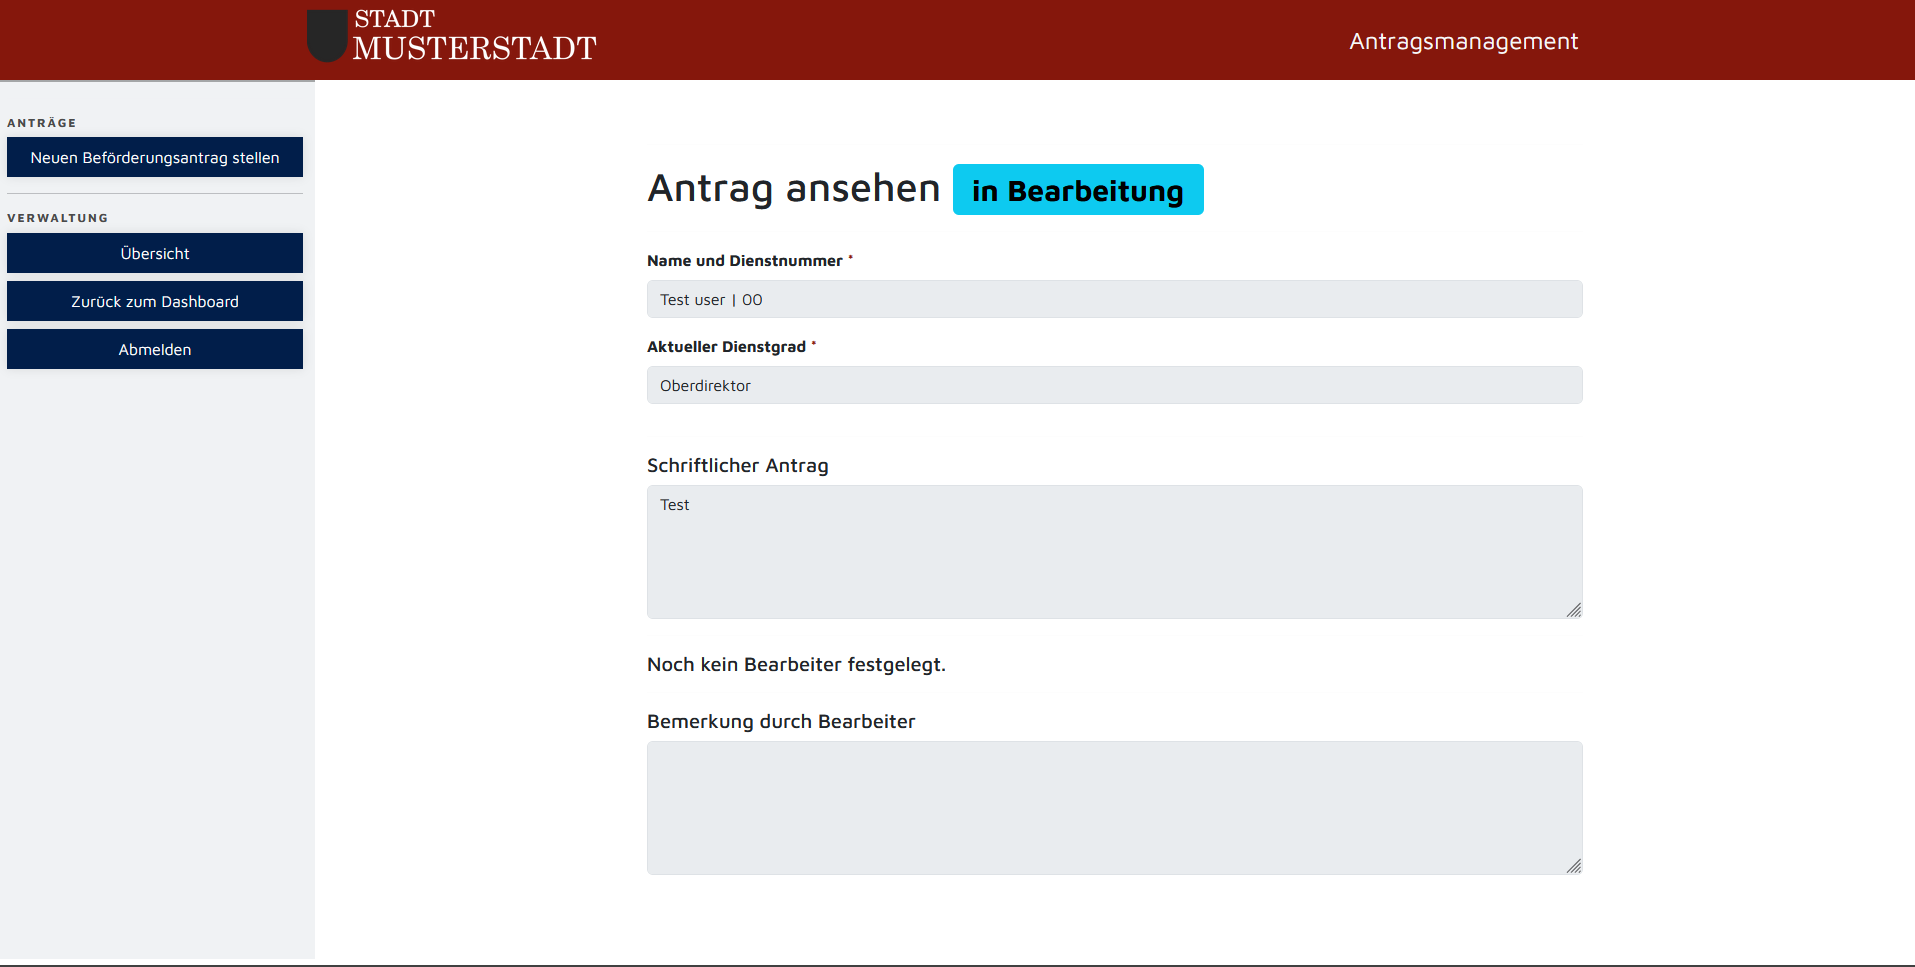 STADT
MUSTERSTADT
Antragsmanagement
ANTRÄGE
Neuen Beförderungsantrag stellen
VERWALTUNG
Übersicht
Zurück zum Dashboard
Abmelden
Antrag ansehen in Bearbeitung
Name und Dienstnummer *
Test user | 00
Aktueller Dienstgrad *
Oberdirektor
Schriftlicher Antrag
Test
Noch kein Bearbeiter festgelegt.
Bemerkung durch Bearbeiter